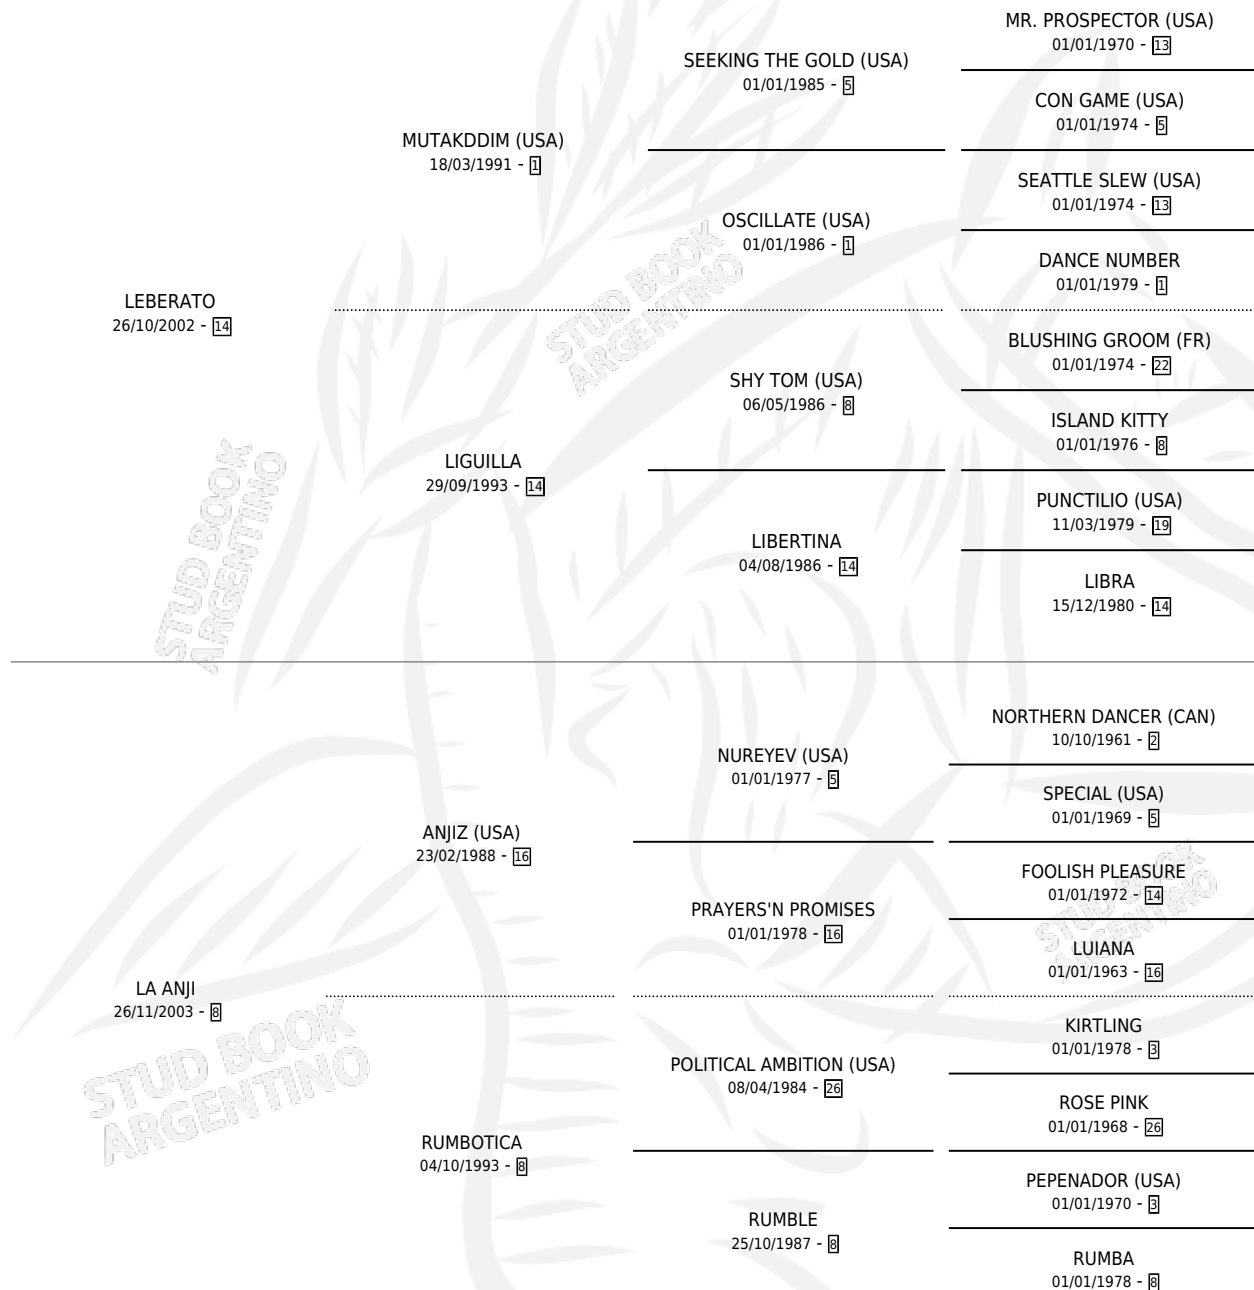 MR. PROSPECTOR (USA)
01/01/1970 - 13
SEEKING THE GOLD (USA)
01/01/1985 - 5
CON GAME (USA)
01/01/1974 - 5
MUTAKDDIM (USA)
18/03/1991 - 1
SEATTLE SLEW (USA)
01/01/1974 - 13
OSCILLATE (USA)
01/01/1986 - 1
DANCE NUMBER
01/01/1979 - 1
LEBERATO
26/10/2002 - 14
BLUSHING GROOM (FR)
01/01/1974 - 22
SHY TOM (USA)
06/05/1986 - 8
ISLAND KITTY
01/01/1976 - 8
LIGUILLA
29/09/1993 - 14
PUNCTILIO (USA)
11/03/1979 - 19
LIBERTINA
04/08/1986 - 14
LIBRA
15/12/1980 - 14
NORTHERN DANCER (CAN)
10/10/1961 - 2
NUREYEV (USA)
01/01/1977 - 5
SPECIAL (USA)
01/01/1969 - 5
ANJIZ (USA)
23/02/1988 - 16
FOOLISH PLEASURE
01/01/1972 - 14
PRAYERS'N PROMISES
01/01/1978 - 16
LUIANA
01/01/1963 - 16
LA ANJI
26/11/2003 - 8
KIRTLING
01/01/1978 - 3
POLITICAL AMBITION (USA)
08/04/1984 - 26
ROSE PINK
01/01/1968 - 26
RUMBOTICA
04/10/1993 - 8
PEPENADOR (USA)
01/01/1970 - 3
RUMBLE
25/10/1987 - 8
RUMBA
01/01/1978 - 8
STUD BOOK
ARGENTINO
STUD BOOK
ARGENTINO
STUD BOOK
ARGENTINO
STUD BOOK
ARGENTINO